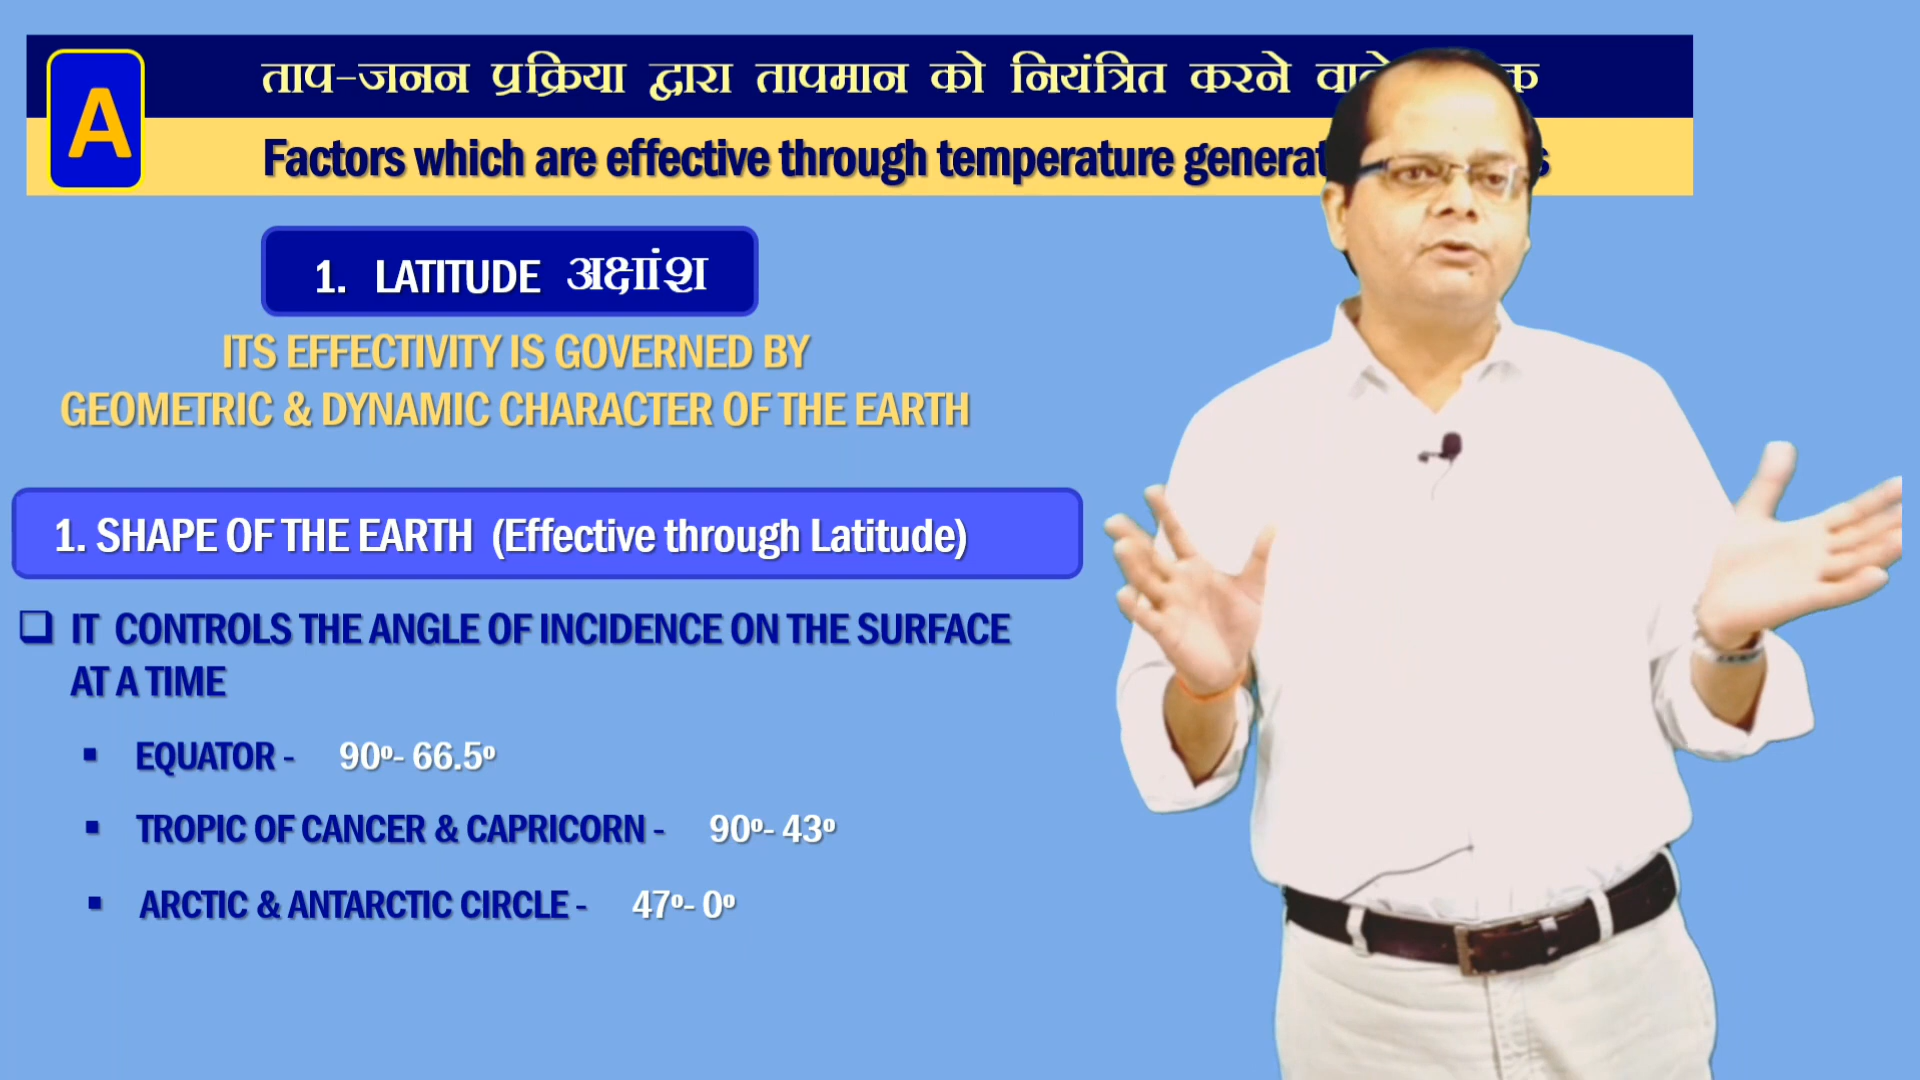 A
ताप-जनन प्रक्रिया द्वारा तापमान को नियंत्रित करने
Factors which are effective through temperature
1. LATITUDE अक्षांश
ITS EFFECTIVITY IS GOVERNED BY
GEOMETRIC & DYNAMIC CHARACTER OF THE EARTH
1. SHAPE OF THE EARTH (Effective through Latitude)
❑ IT CONTROLS THE ANGLE OF INCIDENCE ON THE SURFACE
AT A TIME
▪ EQUATOR - 90º- 66.5º
▪ TROPIC OF CANCER & CAPRICORN - 90º- 43º
▪ ARCTIC & ANTARCTIC CIRCLE - 47º- 0º